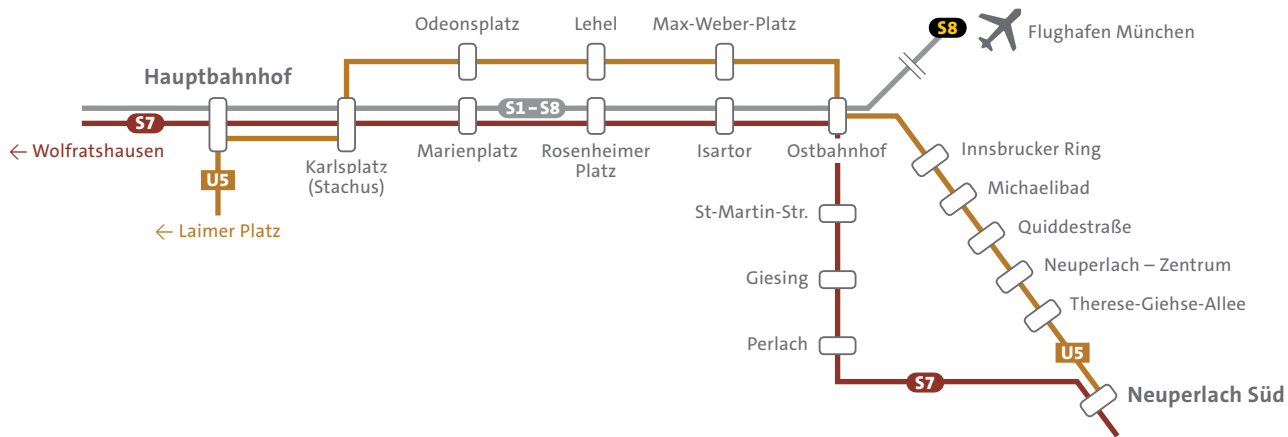 Odeonsplatz
Lehel
Max-Weber-Platz
S8
Flughafen München
Hauptbahnhof
S1 – S8
S7
← Wolfratshausen
Karlsplatz
(Stachus)
Marienplatz
Rosenheimer
Platz
Isartor
Ostbahnhof
Innsbrucker Ring
U5
Michaelibad
← Laimer Platz
St-Martin-Str.
Quiddestraße
Neuperlach – Zentrum
Giesing
Therese-Giehse-Allee
Perlach
U5
S7
Neuperlach Süd